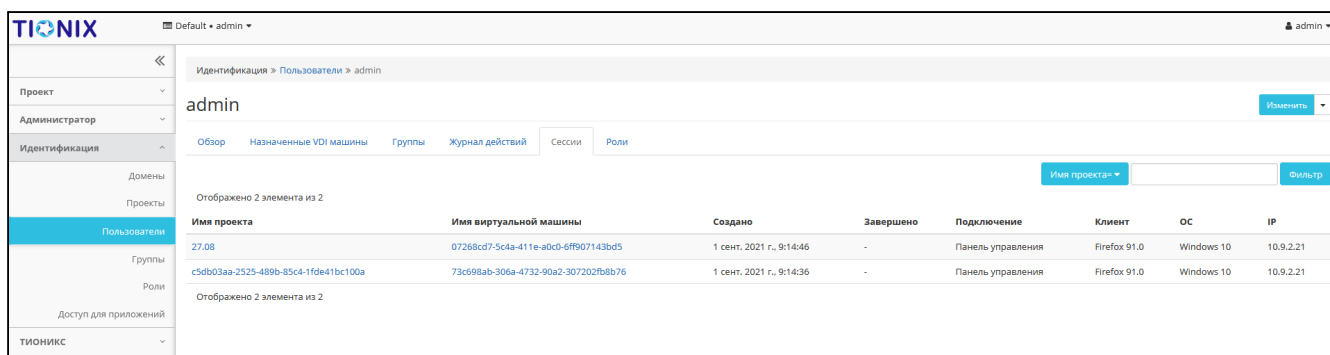 TIONIX
Default • admin
admin
Идентификация » Пользователи » admin
Проект
Администратор
Идентификация
Домены
Проекты
Пользователи
Группы
Роли
Доступ для приложений
ТИОНИКС
admin
Изменить
Обзор Назначенные VDI машины Группы Журнал действий Сессии Роли
Имя проекта= Фильтр
Отображено 2 элемента из 2
Имя проекта Имя виртуальной машины Создано Завершено Подключение Клиент ОС IP
27.08 07268cd7-5c4a-411e-a0c0-6ff907143bd5 1 сент. 2021 г., 9:14:46 - Панель управления Firefox 91.0 Windows 10 10.9.2.21
c5db03aa-2525-489b-85c4-1fde41bc100a 73c698ab-306a-4732-90a2-307202fb8b76 1 сент. 2021 г., 9:14:36 - Панель управления Firefox 91.0 Windows 10 10.9.2.21
Отображено 2 элемента из 2